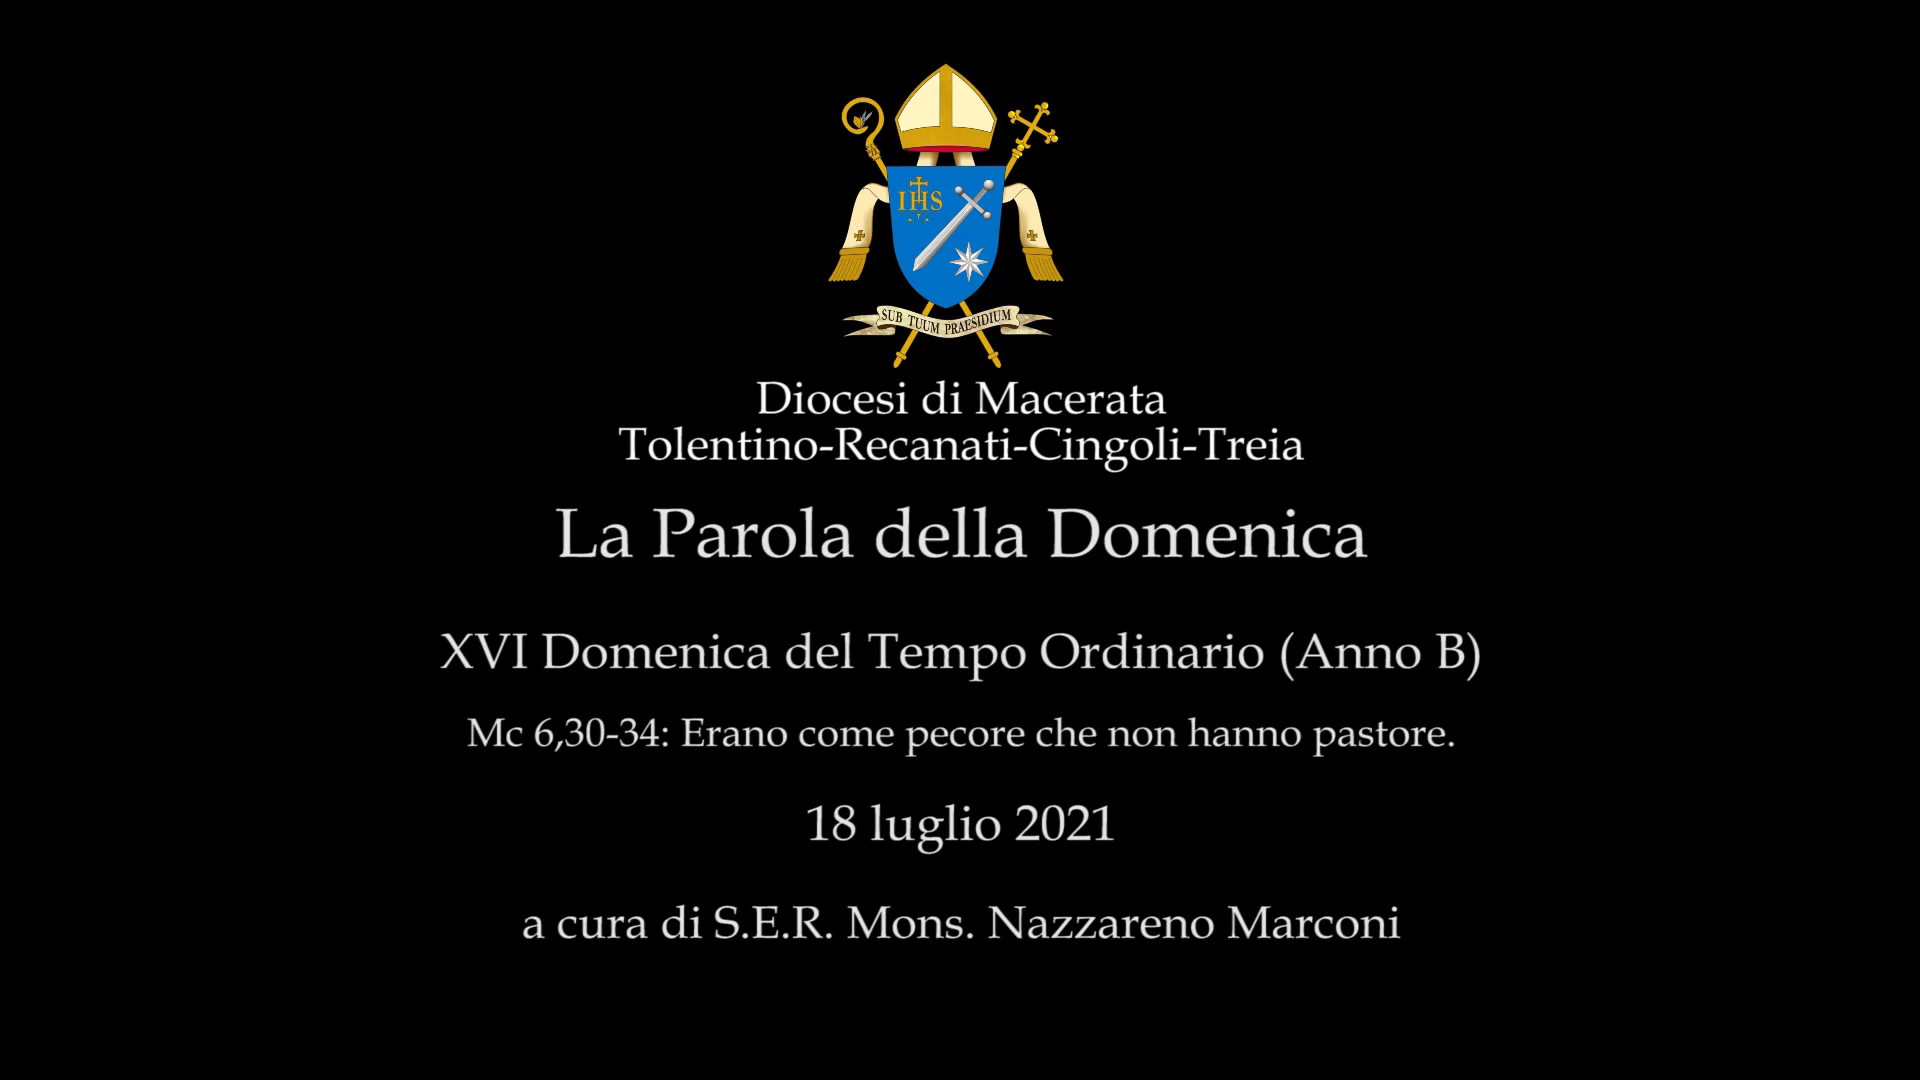 IHS
SUB TUUM PRAESIDIUM
Diocesi di Macerata
Tolentino-Recanati-Cingoli-Treia
La Parola della Domenica
XVI Domenica del Tempo Ordinario (Anno B)
Mc 6,30-34: Erano come pecore che non hanno pastore.
18 luglio 2021
a cura di S.E.R. Mons. Nazzareno Marconi